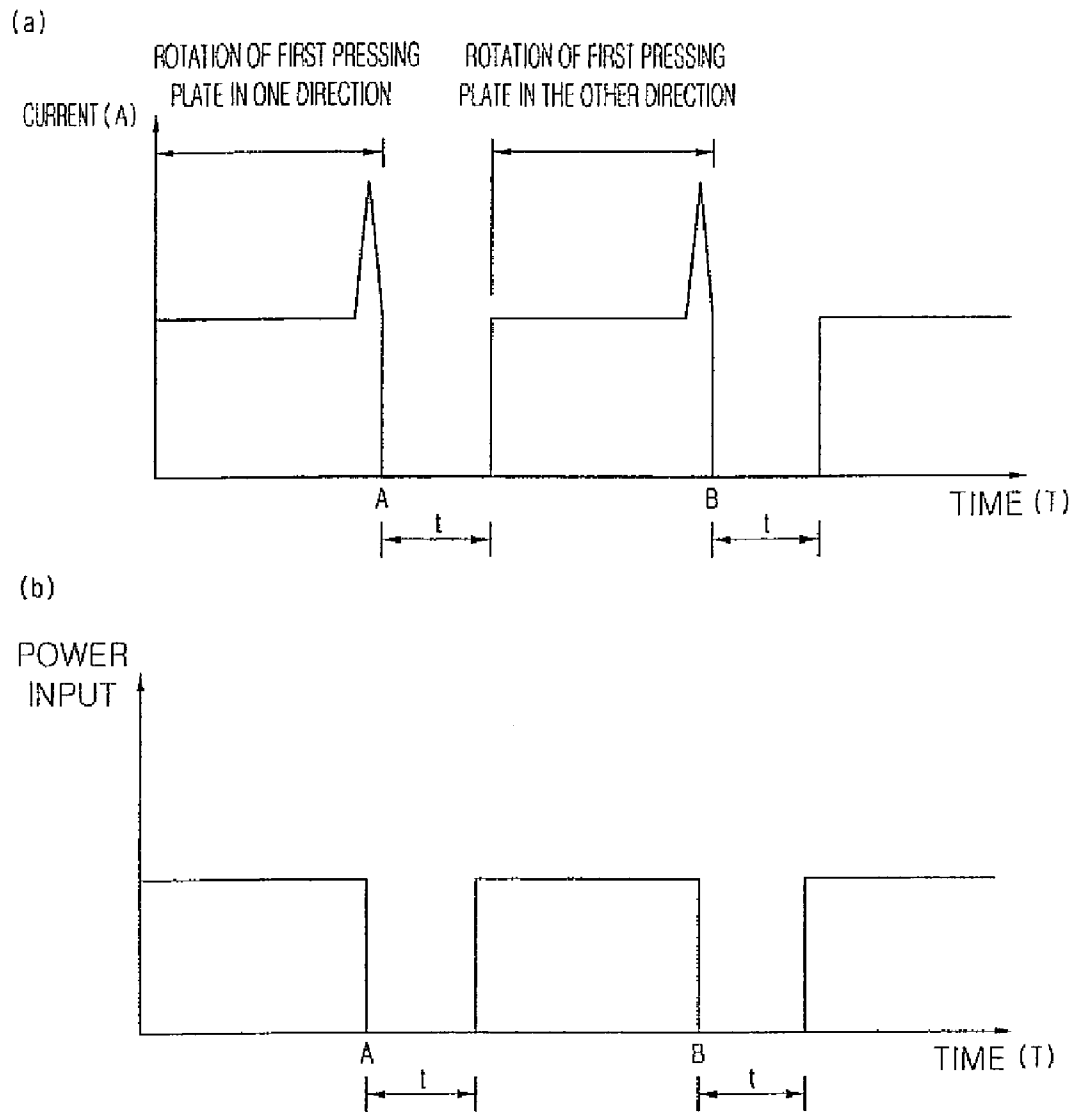 (a)
ROTATION OF FIRST PRESSING
PLATE IN ONE DIRECTION
ROTATION OF FIRST PRESSING
PLATE IN THE OTHER DIRECTION
CURRENT (A)
A
B
TIME (T)
t
t
(b)
POWER
INPUT
A
B
TIME (T)
t
t